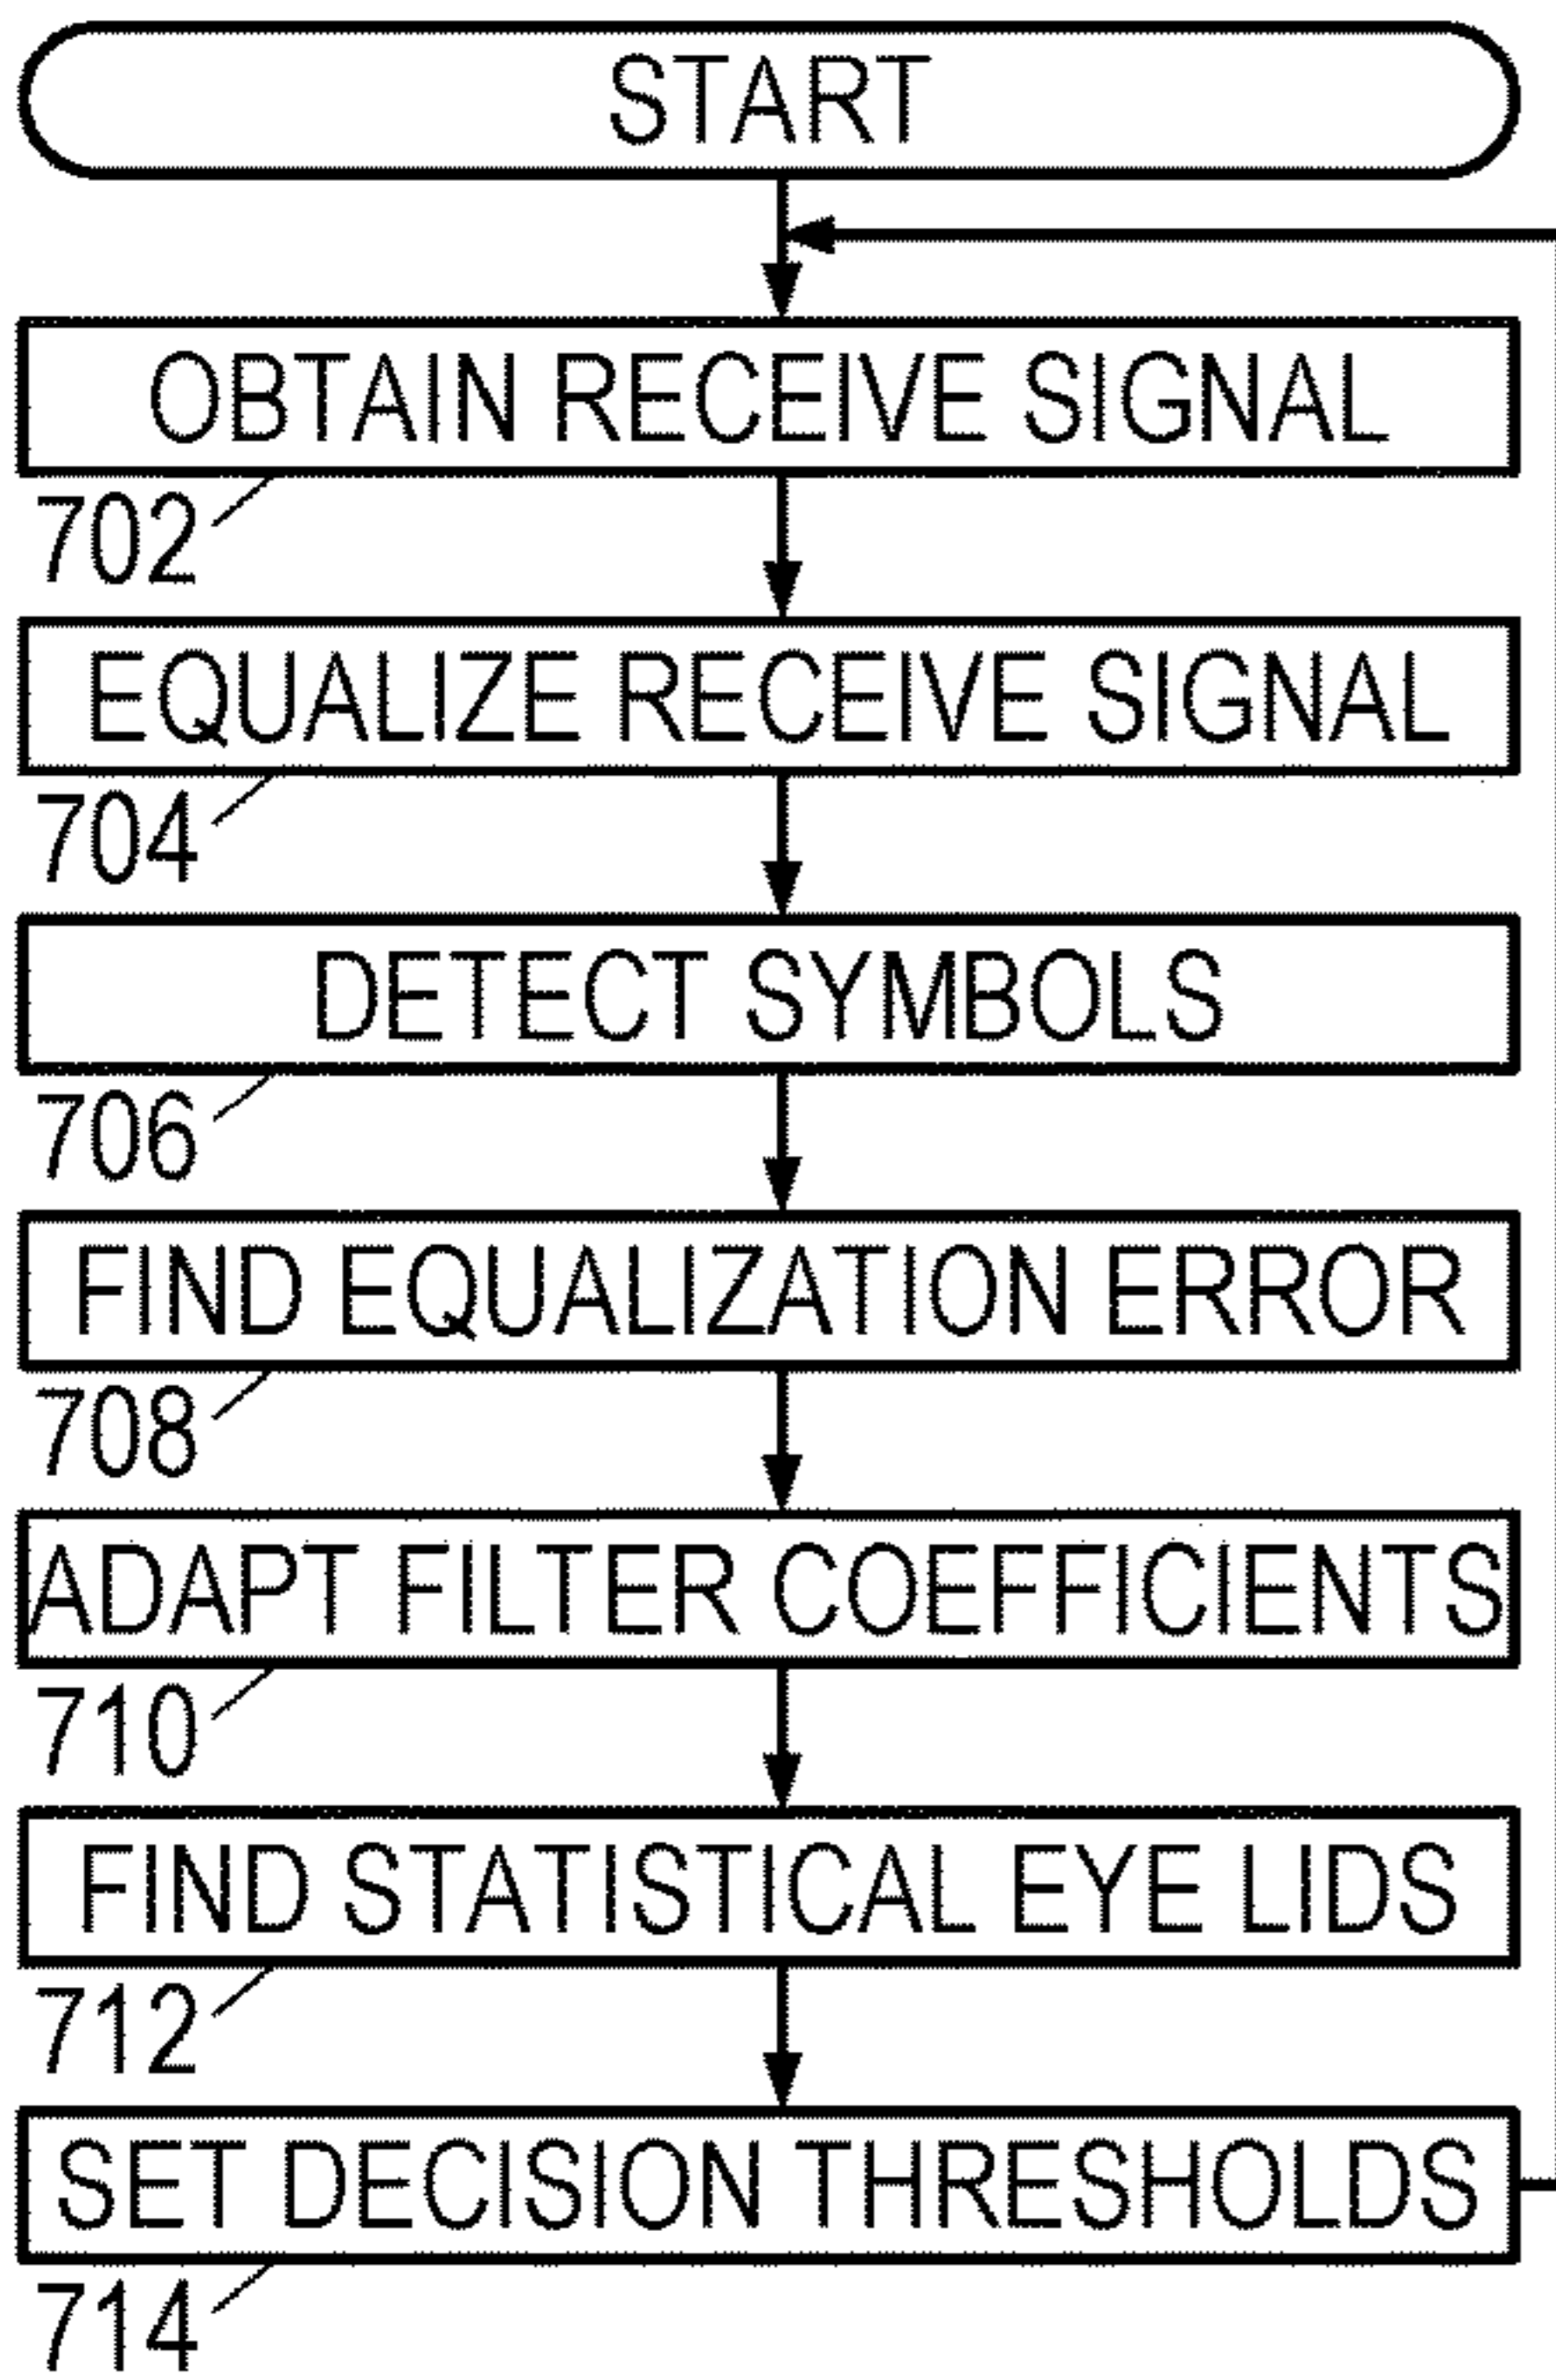 START
OBTAIN RECEIVE SIGNAL
702
EQUALIZE RECEIVE SIGNAL
704
DETECT SYMBOLS
706
FIND EQUALIZATION ERROR
708
ADAPT FILTER COEFFICIENTS
710
FIND STATISTICAL EYE LIDS
712
SET DECISION THRESHOLDS
714